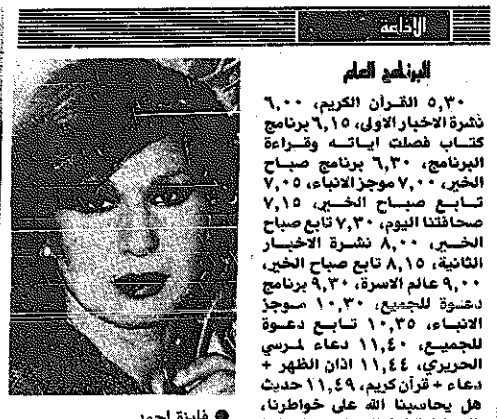 الاذاعة
البرنامج العام
٥,٣٠ القرآن الكريم، ٦,٠٠
نشرة الاخبار الاولى، ٦,١٥ برنامج
كتاب فصلت اياته وقراءة
البرنامج، ٦,٣٠ برنامج صباح
الخير، ٧,٠٠ موجز الانباء، ٧,٠٥
تابع صباح الخير، ٧,١٥
صحافتنا اليوم، ٧,٣٠ تابع صباح
الخير، ٨,٠٠ نشرة الاخبار
الثانية، ٨,١٥ تابع صباح الخير،
٩,٠٠ عالم الاسرة، ٩,٣٠ برنامج
دعوة للجميع، ١٠,٣٠ موجز
الانباء، ١٠,٣٥ تابع دعوة
للجميع، ١١,٤٠ دعاء لمرسي
الحريري، ١١,٤٤ اذان الظهر +
دعاء + قرآن كريم، ١١,٤٩ حديث
هل يحاسبنا الله على خواطرنا،
فايزة احمد